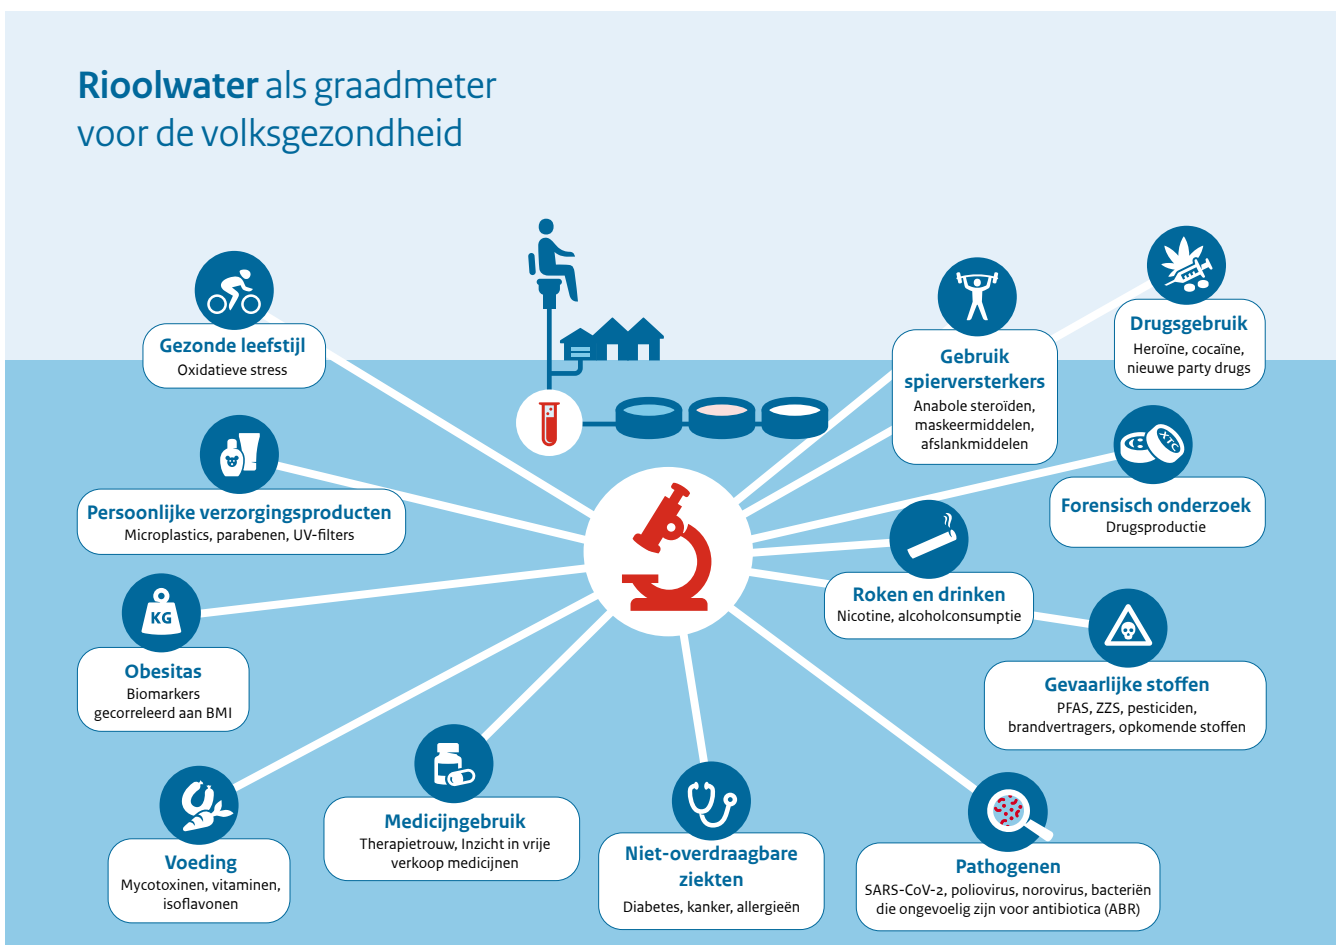 Rioolwater als graadmeter
voor de volksgezondheid
Gezonde leefstijl
Oxidatieve stress
Persoonlijke verzorgingsproducten
Microplastics, parabenen, UV-filters
KG
Obesitas
Biomarkers
gecorreleerd aan BMI
Voeding
Mycotoxinen, vitaminen,
isoflavonen
Medicijngebruik
Therapietrouw, Inzicht in vrije
verkoop medicijnen
Niet-overdraagbare
ziekten
Diabetes, kanker, allergieën
Pathogenen
SARS-CoV-2, poliovirus, norovirus, bacteriën
die ongevoelig zijn voor antibiotica (ABR)
Gevaarlijke stoffen
PFAS, ZZS, pesticiden,
brandvertragers, opkomende stoffen
Roken en drinken
Nicotine, alcoholconsumptie
XTC
Forensisch onderzoek
Drugsproductie
Gebruik
spierversterkers
Anabole steroïden,
maskeermiddelen,
afslankmiddelen
Drugsgebruik
Heroïne, cocaïne,
nieuwe party drugs